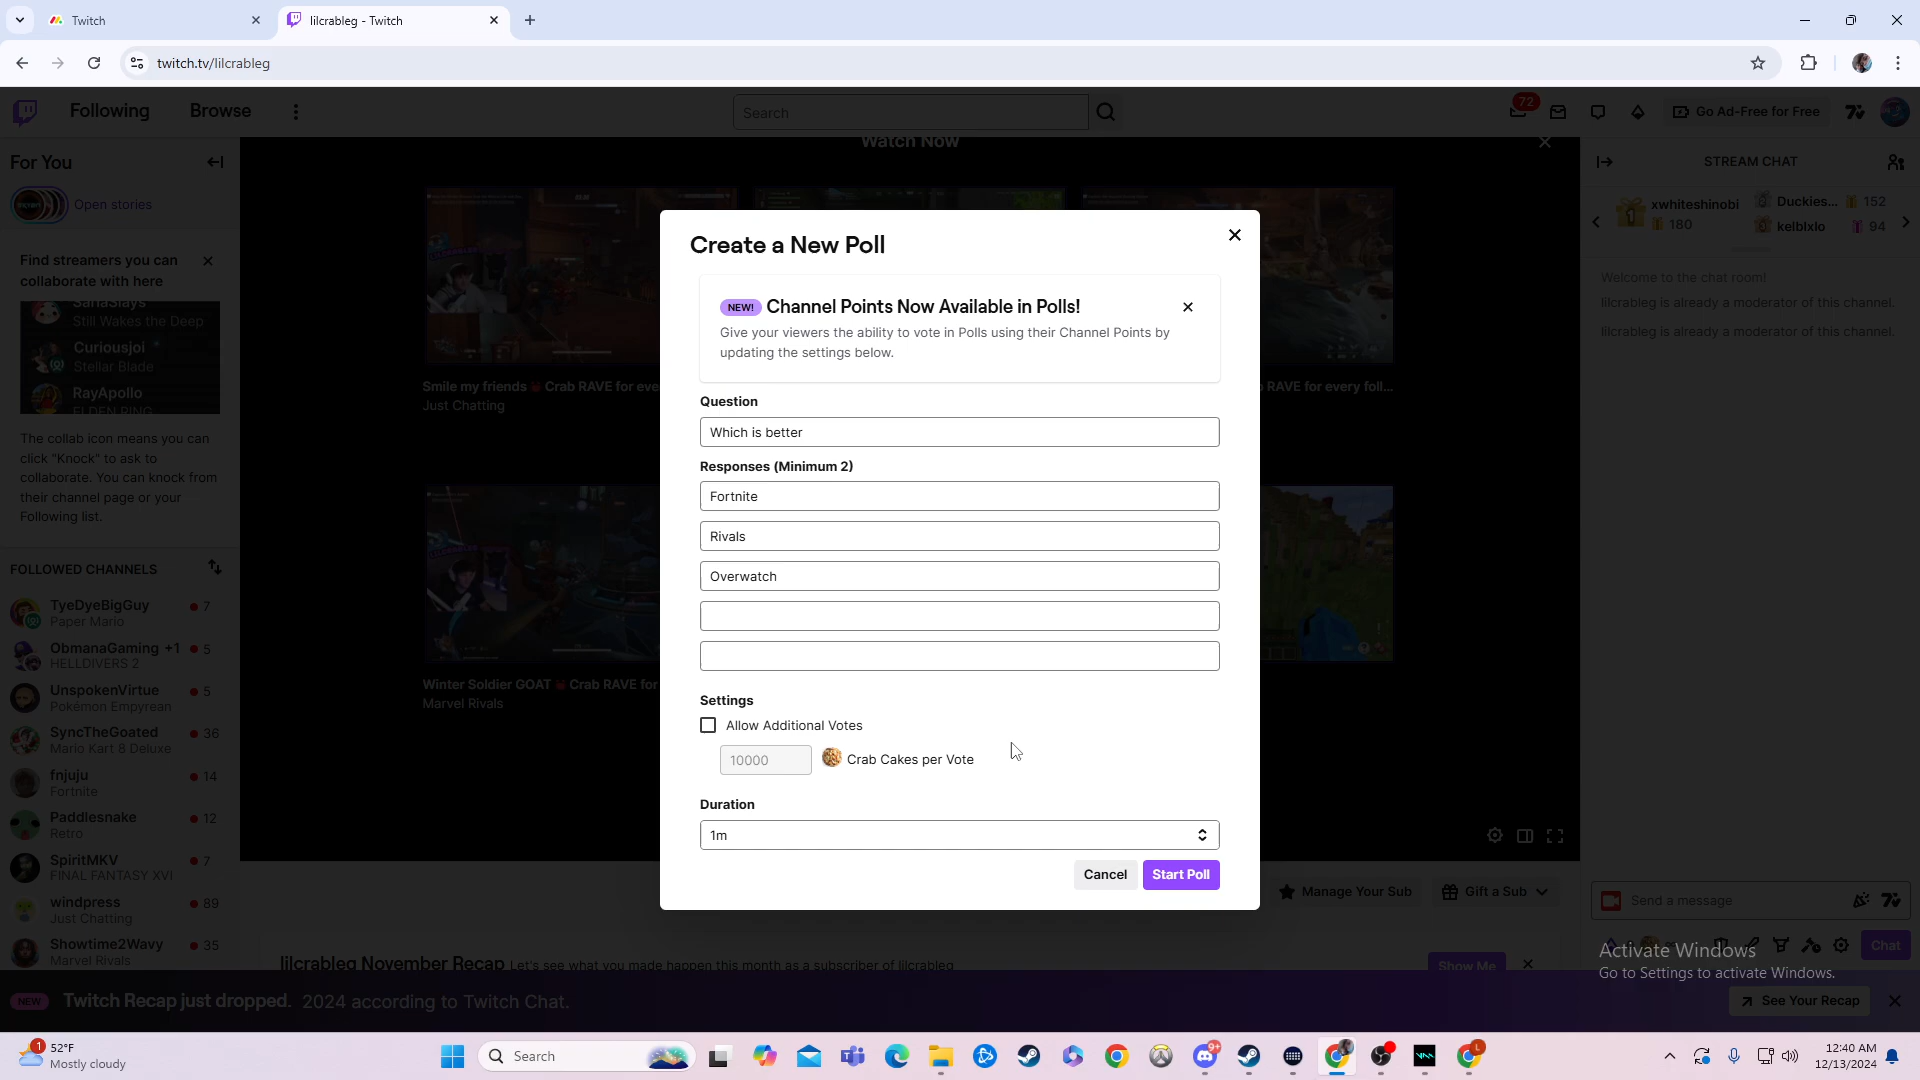 Twitch
lilcrableg - Twitch
twitch.tv/lilcrableg
Following
Browse
Search
72
Go Ad-Free for Free
For You
Open stories
Find streamers you can
collaborate with here
Still Wakes the Deep
Curiousjoi
Stellar Blade
RayApollo
ELDEN RING
The collab icon means you can
click "Knock" to ask to
collaborate. You can knock from
their channel page or your
Following list.
FOLLOWED CHANNELS
TyeDyeBigGuy
7
Paper Mario
ObmanaGaming +1
5
HELLDIVERS 2
UnspokenVirtue
5
Pokémon Empyrean
SyncTheGoated
36
Mario Kart 8 Deluxe
fnjuju
14
Fortnite
Paddlesnake
12
Retro
SpiritMKV
7
FINAL FANTASY XVI
windpress
89
Just Chatting
Showtime2Wavy
35
Marvel Rivals
Watch Now
Smile my friends Crab RAVE for eve
Just Chatting
RAVE for every foll...
Winter Soldier GOAT Crab RAVE for
Marvel Rivals
Create a New Poll
NEW! Channel Points Now Available in Polls!
Give your viewers the ability to vote in Polls using their Channel Points by
updating the settings below.
Question
Which is better
Responses (Minimum 2)
Fortnite
Rivals
Overwatch
Settings
Allow Additional Votes
10000 Crab Cakes per Vote
Duration
1m
Cancel
Start Poll
Manage Your Sub
Gift a Sub
lilcrableg November Recap Let's see what you made happen this month as a subscriber of lilcrableg
Show Me
STREAM CHAT
1
xwhiteshinobi
180
Duckies... 152
kelblxlo 94
Welcome to the chat room!
lilcrableg is already a moderator of this channel.
lilcrableg is already a moderator of this channel.
Send a message
Chat
Activate Windows
Go to Settings to activate Windows.
NEW Twitch Recap just dropped. 2024 according to Twitch Chat.
See Your Recap
1
52°F
Mostly cloudy
Search
9+
L
12:40 AM
12/13/2024